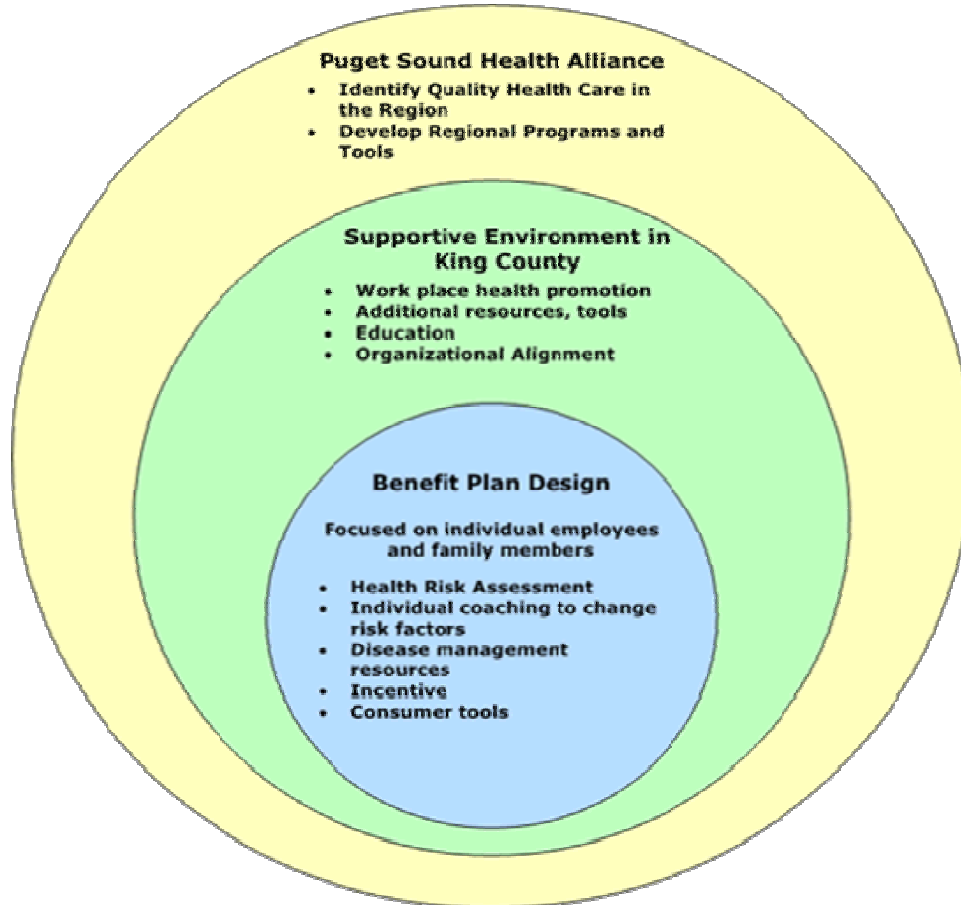 Puget Sound Health Alliance
• Identify Quality Health Care in
the Region
• Develop Regional Programs and
Tools
Supportive Environment in
King County
• Work place health promotion
• Additional resources, tools
• Education
• Organizational Alignment
Benefit Plan Design
Focused on individual employees
and family members
• Health Risk Assessment
• Individual coaching to change
risk factors
• Disease management
resources
• Incentive
• Consumer tools